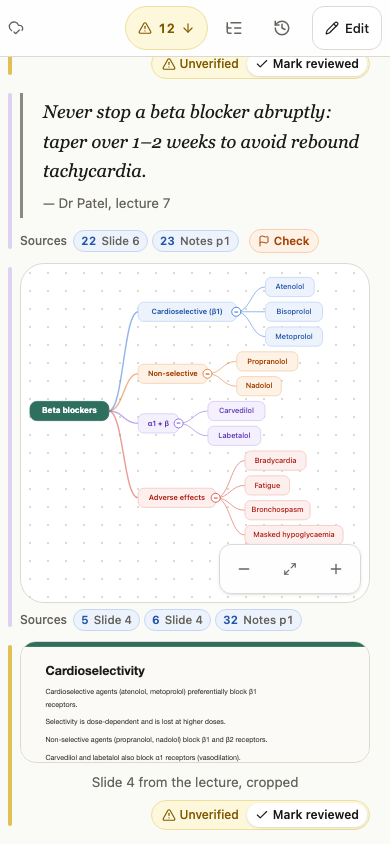 12
Edit
Unverified
Mark reviewed
Never stop a beta blocker abruptly:
taper over 1–2 weeks to avoid rebound
tachycardia.
— Dr Patel, lecture 7
Sources 22 Slide 6 23 Notes p1 Check
Beta blockers
Cardioselective (β1)
Atenolol
Bisoprolol
Metoprolol
Non-selective
Propranolol
Nadolol
α1 + β
Carvedilol
Labetalol
Adverse effects
Bradycardia
Fatigue
Bronchospasm
Masked hypoglycaemia
Sources 5 Slide 4 6 Slide 4 32 Notes p1
Cardioselectivity
Cardioselective agents (atenolol, metoprolol) preferentially block β1
receptors.
Selectivity is dose-dependent and is lost at higher doses.
Non-selective agents (propranolol, nadolol) block β1 and β2 receptors.
Carvedilol and labetalol also block α1 receptors (vasodilation).
Slide 4 from the lecture, cropped
Unverified
Mark reviewed